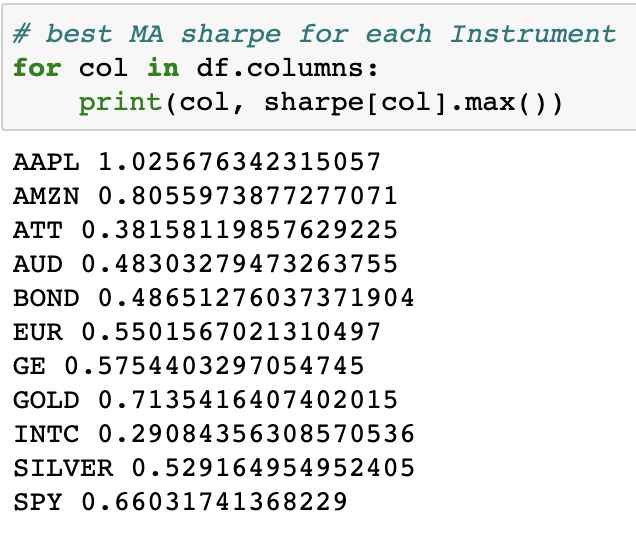 # best MA sharpe for each Instrument
for col in df.columns:
    print(col, sharpe[col].max())
AAPL 1.025676342315057
AMZN 0.8055973877277071
ATT 0.38158119857629225
AUD 0.48303279473263755
BOND 0.48651276037371904
EUR 0.5501567021310497
GE 0.5754403297054745
GOLD 0.7135416407402015
INTC 0.29084356308570536
SILVER 0.529164954952405
SPY 0.66031741368229